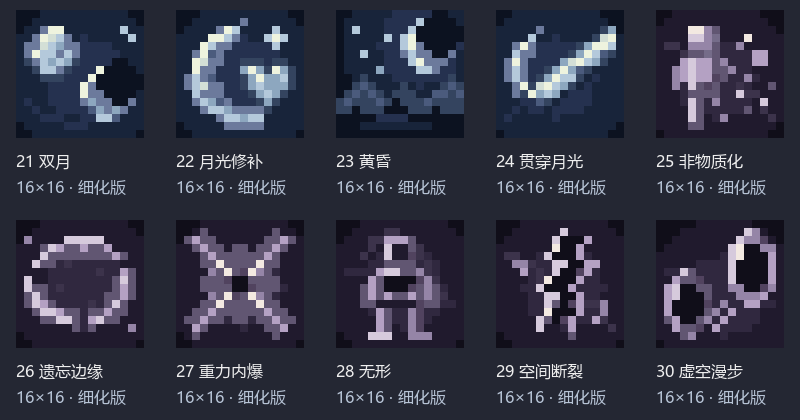 21 双月
16×16 · 细化版
22 月光修补
16×16 · 细化版
23 黄昏
16×16 · 细化版
24 贯穿月光
16×16 · 细化版
25 非物质化
16×16 · 细化版
26 遗忘边缘
16×16 · 细化版
27 重力内爆
16×16 · 细化版
28 无形
16×16 · 细化版
29 空间断裂
16×16 · 细化版
30 虚空漫步
16×16 · 细化版